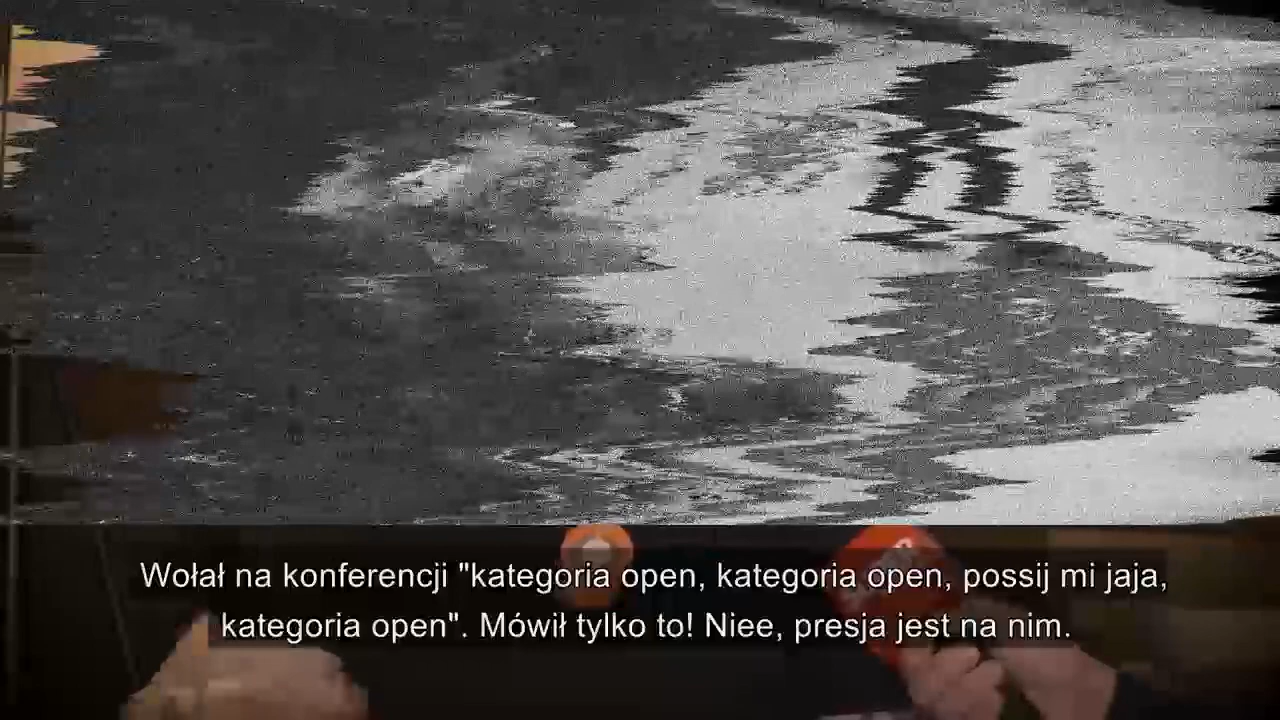 Wołał na konferencji "kategoria open, kategoria open, possij mi jaja,
kategoria open". Mówił tylko to! Niee, presja jest na nim.